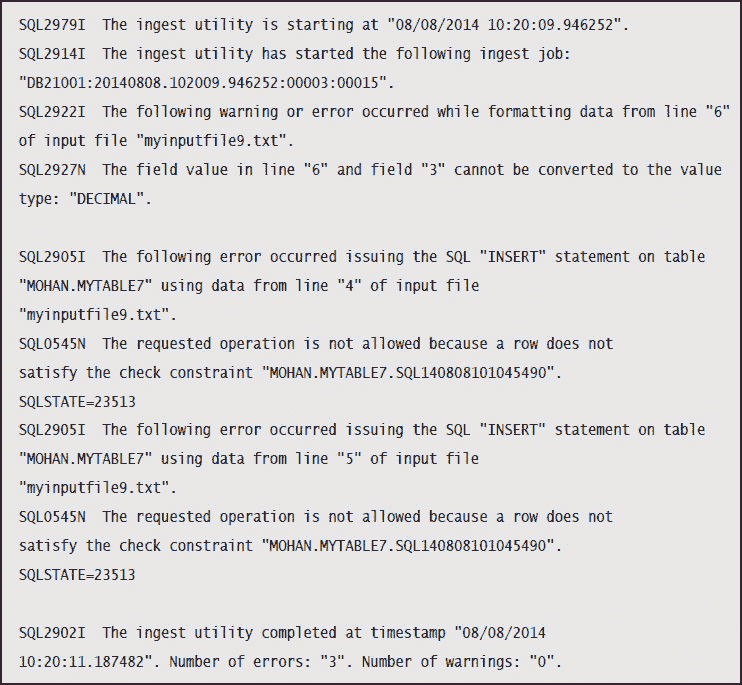 SQL2979I  The ingest utility is starting at "08/08/2014 10:20:09.946252".
SQL2914I  The ingest utility has started the following ingest job:
"DB21001:20140808.102009.946252:00003:00015".
SQL2922I  The following warning or error occurred while formatting data from line "6"
of input file "myinputfile9.txt".
SQL2927N  The field value in line "6" and field "3" cannot be converted to the value
type: "DECIMAL".

SQL2905I  The following error occurred issuing the SQL "INSERT" statement on table
"MOHAN.MYTABLE7" using data from line "4" of input file
"myinputfile9.txt".
SQL0545N  The requested operation is not allowed because a row does not
satisfy the check constraint "MOHAN.MYTABLE7.SQL140808101045490".
SQLSTATE=23513
SQL2905I  The following error occurred issuing the SQL "INSERT" statement on table
"MOHAN.MYTABLE7" using data from line "5" of input file
"myinputfile9.txt".
SQL0545N  The requested operation is not allowed because a row does not
satisfy the check constraint "MOHAN.MYTABLE7.SQL140808101045490".
SQLSTATE=23513

SQL2902I  The ingest utility completed at timestamp "08/08/2014
10:20:11.187482". Number of errors: "3". Number of warnings: "0".